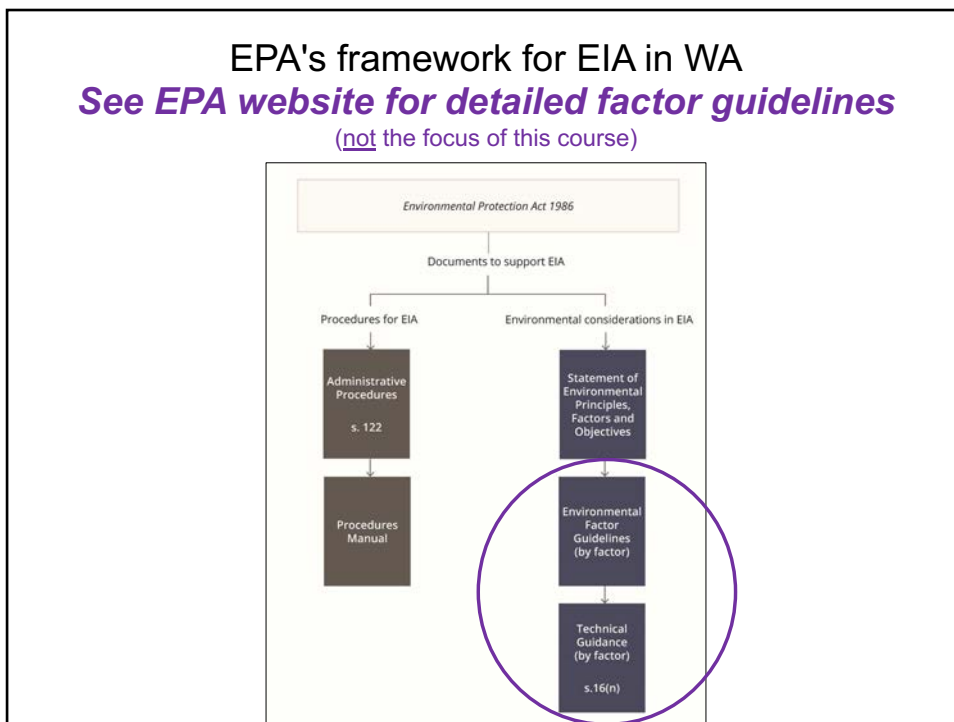 EPA's framework for EIA in WA
See EPA website for detailed factor guidelines
(not the focus of this course)
Environmental Protection Act 1986
Documents to support EIA
Procedures for EIA
Environmental considerations in EIA
Administrative
Procedures
s. 122
Statement of
Environmental
Principles,
Factors and
Objectives
Procedures
Manual
Environmental
Factor
Guidelines
(by factor)
Technical
Guidance
(by factor)
s.16(n)